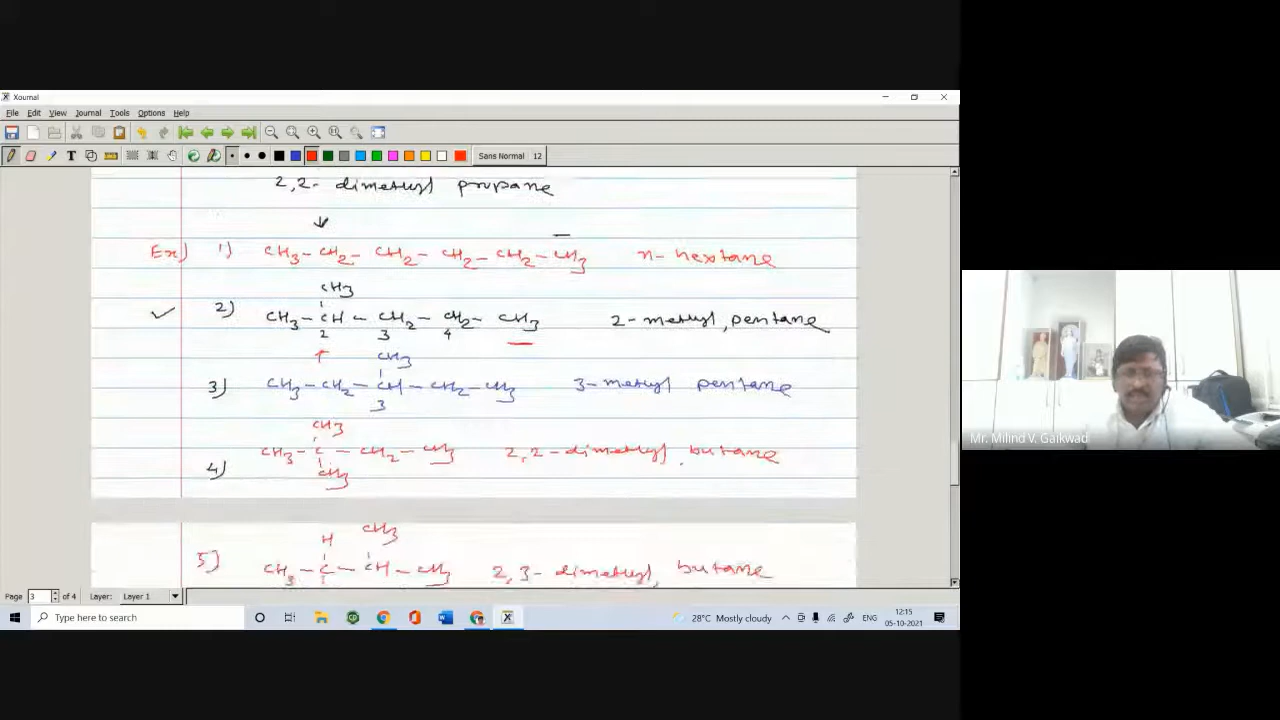 Xournal
File Edit View Journal Tools Options Help
Sans Normal 12
2,2- dimethyl propane
Ex) 1) CH3-CH2-CH2-CH2-CH2-CH3 n-hextane
CH3
2) CH3-CH-CH2-CH2-CH3 2-methyl, pentane
2 3 4
CH3
3) CH3-CH2-CH-CH2-CH3 3-methyl pentane
3
CH3
4) CH3-C-CH2-CH3 2,2-dimethyl, butane
CH3
H CH3
5) CH3-C-CH-CH3 2,3-dimethyl, butane
Page 3 of 4 Layer: Layer 1
Type here to search
28°C Mostly cloudy ENG 12:15
05-10-2021
Mr. Milind V. Gaikwad